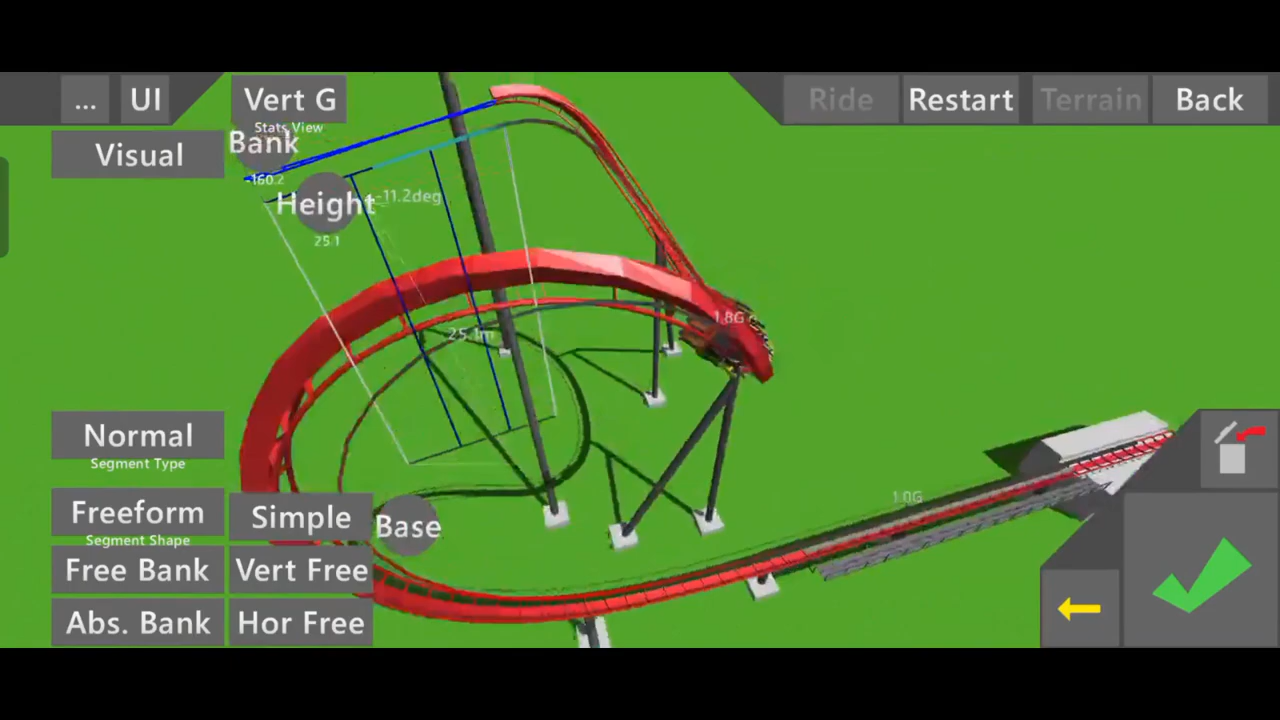 ...
UI
Vert G
Stats View
Ride
Restart
Terrain
Back
Visual
Bank
-160.2
Height
-11.2deg
25.1
25.1m
1.8G
1.0G
Normal
Segment Type
Freeform
Segment Shape
Simple
Base
Free Bank
Vert Free
Abs. Bank
Hor Free